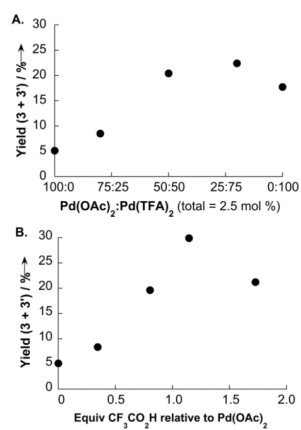 A.
Yield (3 + 3') / %→
30
25
20
15
10
5
0
100:0 75:25 50:50 25:75 0:100
Pd(OAc)₂:Pd(TFA)₂ (total = 2.5 mol %)
B.
Yield (3 + 3') / %→
30
25
20
15
10
5
0
0 0.5 1.0 1.5 2.0
Equiv CF₃CO₂H relative to Pd(OAc)₂